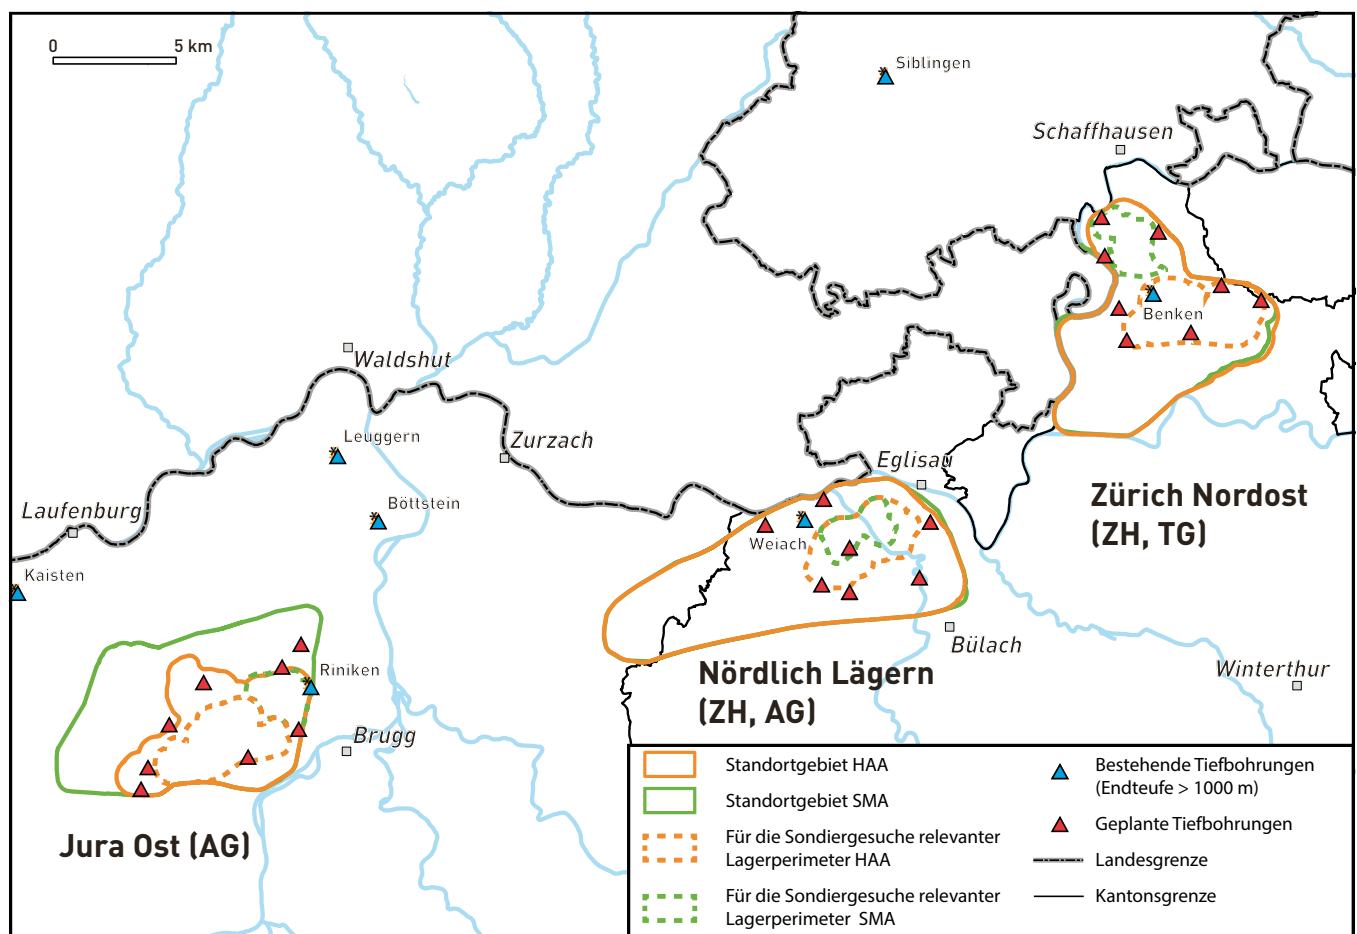 0 5 km
Siblingen
Schaffhausen
Benken
Waldshut
Leuggern
Zurzach
Böttstein
Eglisau
Laufenburg
Weiach
Kaisten
Zürich Nordost
(ZH, TG)
Bülach
Riniken
Nördlich Lägern
(ZH, AG)
Winterthur
Brugg
Jura Ost (AG)
Standortgebiet HAA
Standortgebiet SMA
Für die Sondiergesuche relevanter
Lagerperimeter HAA
Für die Sondiergesuche relevanter
Lagerperimeter SMA
Bestehende Tiefbohrungen
(Endteufe > 1000 m)
Geplante Tiefbohrungen
Landesgrenze
Kantonsgrenze